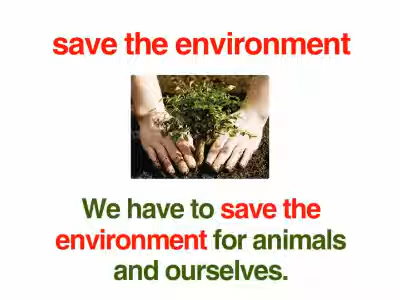 save the environment
We have to save the
environment for animals
and ourselves.